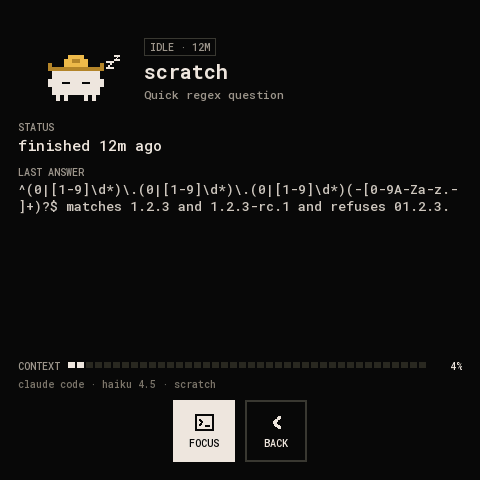 IDLE · 12M
scratch
Quick regex question
STATUS
finished 12m ago
LAST ANSWER
^(0|[1-9]\d*)\.(0|[1-9]\d*)\.(0|[1-9]\d*)(-[0-9A-Za-z.-
]+)?$ matches 1.2.3 and 1.2.3-rc.1 and refuses 01.2.3.
CONTEXT 4%
claude code · haiku 4.5 · scratch
FOCUS BACK